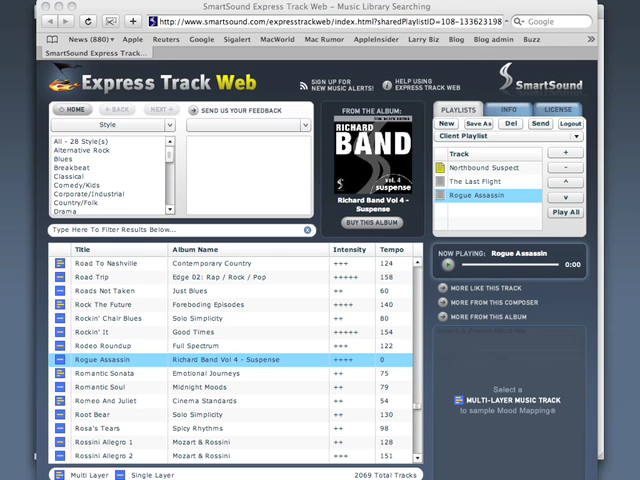 SmartSound Express Track Web – Music Library Searching
http://www.smartsound.com/expresstrackweb/index.html?sharedPlaylistID=108-133623198
Google
News (880) Apple Reuters Google SigAlert MacWorld Mac Rumor AppleInsider Larry Biz Blog Blog admin Buzz
SmartSound Express Track...
Express Track Web
SIGN UP FOR
NEW MUSIC ALERTS!
HELP USING
EXPRESS TRACK WEB
SmartSound
HOME BACK NEXT SEND US YOUR FEEDBACK
Style
All - 28 Style(s)
Alternative Rock
Blues
Breakbeat
Classical
Comedy/Kids
Corporate/Industrial
Country/Folk
Drama
Type Here To Filter Results Below...
FROM THE ALBUM:
RICHARD
BAND
vol. 4
suspense
Richard Band Vol 4 -
Suspense
BUY THIS ALBUM
PLAYLISTS INFO LICENSE
New Save As Del Send Logout
Client Playlist
Track
Northbound Suspect
The Last Flight
Rogue Assassin
+
-
^
v
Play All
NOW PLAYING: Rogue Assassin
0:00
MORE LIKE THIS TRACK
MORE FROM THIS COMPOSER
MORE FROM THIS ALBUM
Select a
MULTI-LAYER MUSIC TRACK
to sample Mood Mapping®
Title Album Name Intensity Tempo
Road To Nashville Contemporary Country +++ 124
Road Trip Edge 02: Rap / Rock / Pop +++++ 158
Roads Not Taken Just Blues ++ 60
Rock The Future Foreboding Episodes ++++ 140
Rockin' Chair Blues Solo Simplicity ++ 80
Rockin' It Good Times +++++ 154
Rodeo Roundup Full Spectrum +++ 122
Rogue Assassin Richard Band Vol 4 - Suspense ++++ 0
Romantic Sonata Emotional Journeys ++ 75
Romantic Soul Midnight Moods ++ 79
Romeo And Juliet Cinema Standards ++ 54
Root Bear Solo Simplicity ++ 130
Rosa's Tears Spicy Rhythms ++ 98
Rossini Allegro 1 Mozart & Rossini ++ 128
Rossini Allegro 2 Mozart & Rossini +++ 151
Multi Layer Single Layer 2069 Total Tracks